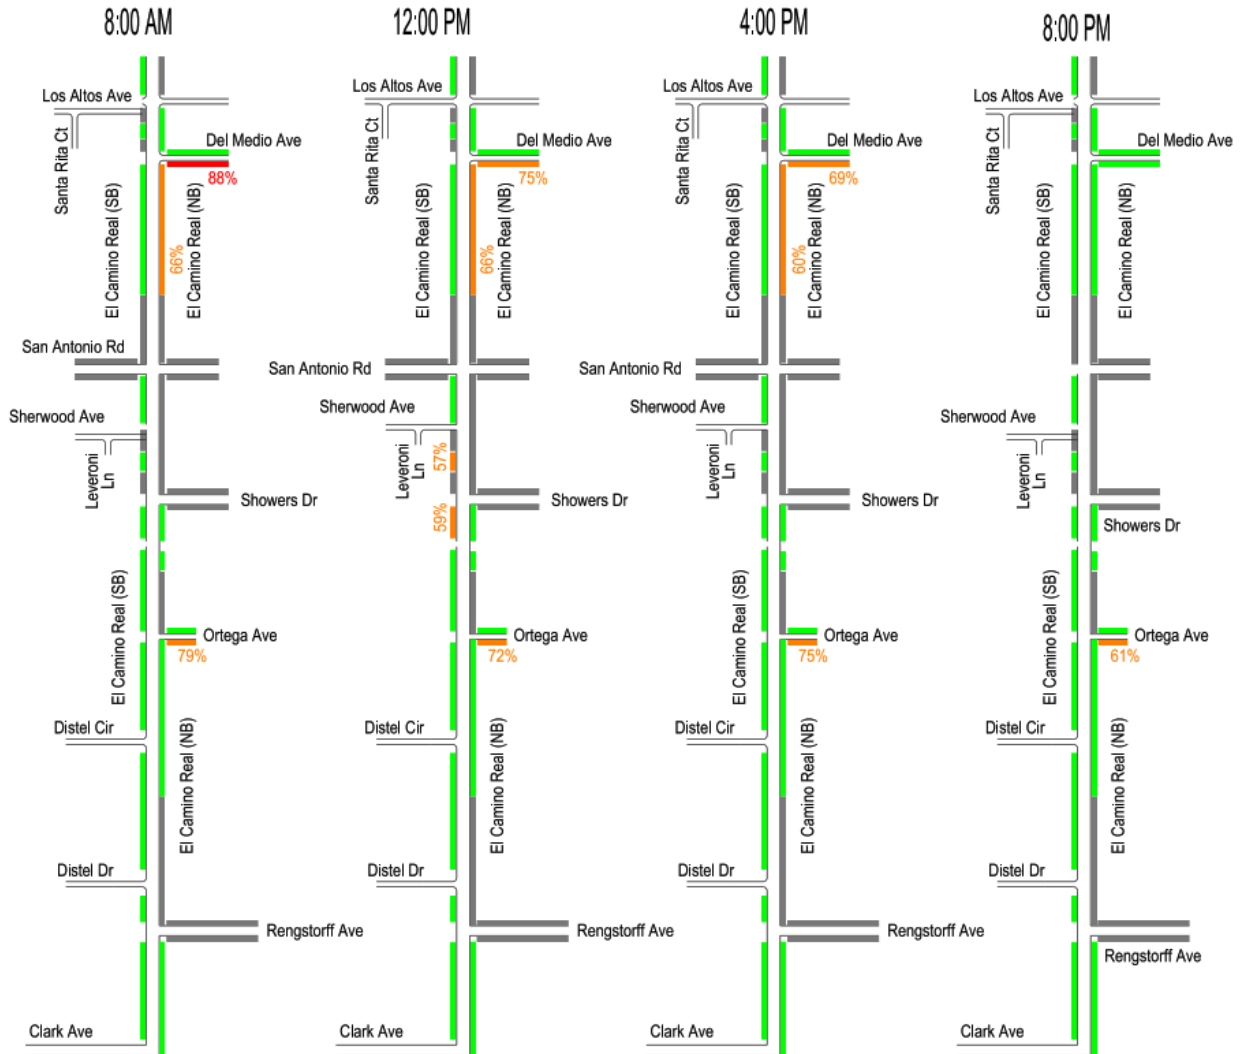 8:00 AM
Los Altos Ave
Santa Rita Ct
Del Medio Ave
88%
El Camino Real (SB)
66%
El Camino Real (NB)
San Antonio Rd
Sherwood Ave
Leveroni
Ln
Showers Dr
El Camino Real (SB)
Ortega Ave
79%
Distel Cir
El Camino Real (NB)
Distel Dr
Rengstorff Ave
Clark Ave
12:00 PM
Los Altos Ave
Santa Rita Ct
Del Medio Ave
75%
El Camino Real (SB)
66%
El Camino Real (NB)
San Antonio Rd
Sherwood Ave
Leveroni
Ln
57%
Showers Dr
59%
Ortega Ave
72%
Distel Cir
El Camino Real (NB)
Distel Dr
Rengstorff Ave
Clark Ave
4:00 PM
Los Altos Ave
Santa Rita Ct
Del Medio Ave
69%
El Camino Real (SB)
60%
El Camino Real (NB)
San Antonio Rd
Sherwood Ave
Leveroni
Ln
Showers Dr
El Camino Real (SB)
Ortega Ave
75%
Distel Cir
El Camino Real (NB)
Distel Dr
Rengstorff Ave
Clark Ave
8:00 PM
Los Altos Ave
Santa Rita Ct
Del Medio Ave
El Camino Real (SB)
El Camino Real (NB)
Sherwood Ave
Leveroni
Ln
Showers Dr
El Camino Real (SB)
Ortega Ave
61%
Distel Cir
El Camino Real (NB)
Distel Dr
Rengstorff Ave
Clark Ave